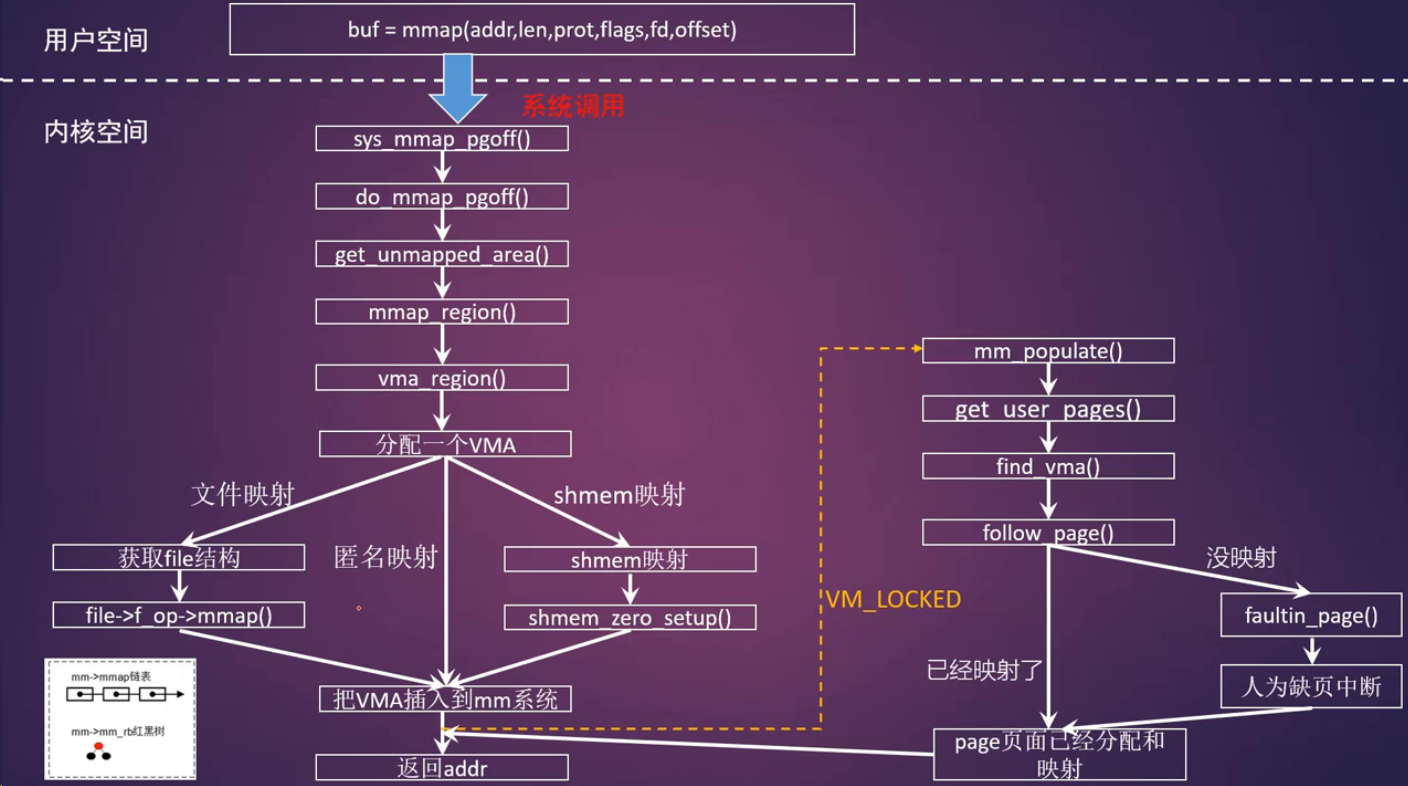 用户空间
buf = mmap(addr,len,prot,flags,fd,offset)
系统调用
内核空间
sys_mmap_pgoff()
do_mmap_pgoff()
get_unmapped_area()
mmap_region()
vma_region()
分配一个VMA
文件映射
shmem映射
获取file结构
匿名映射
shmem映射
file->f_op->mmap()
shmem_zero_setup()
mm->mmap链表
mm->mm_rb红黑树
把VMA插入到mm系统
返回addr
VM_LOCKED
mm_populate()
get_user_pages()
find_vma()
follow_page()
没映射
faultin_page()
已经映射了
人为缺页中断
page页面已经分配和
映射